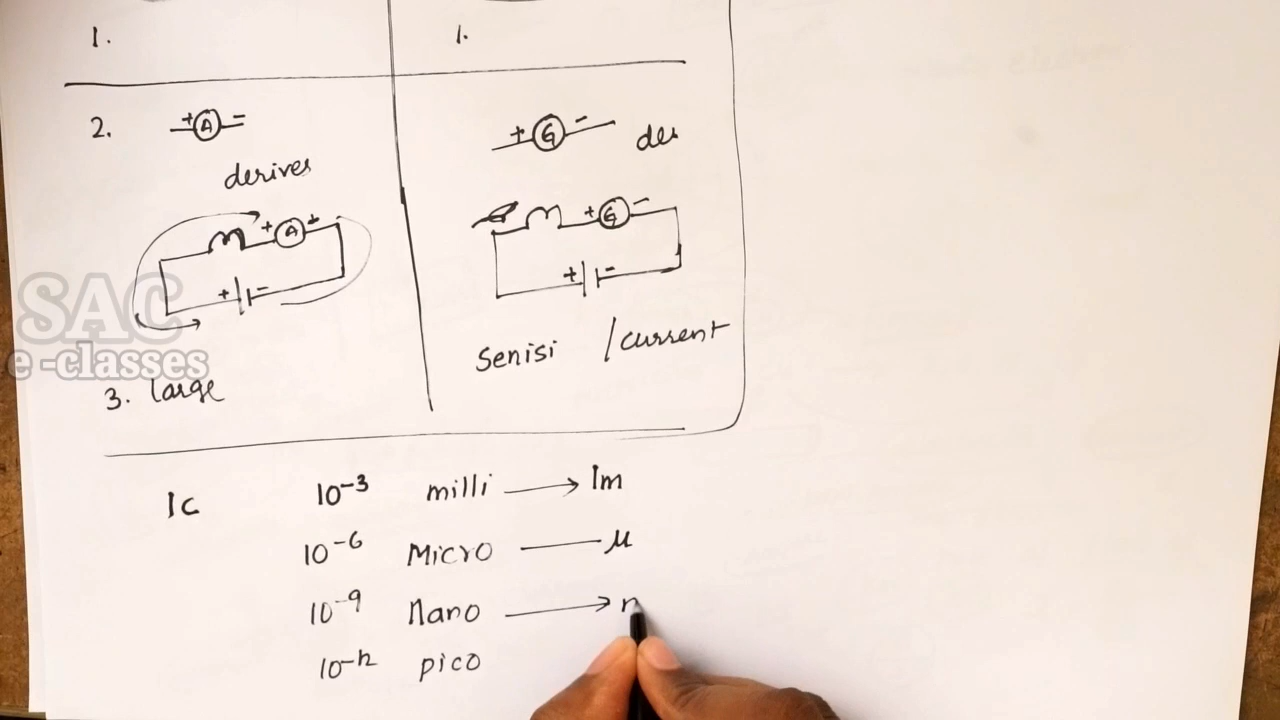 1.
1.
2. + A -
+ G - des
derives
+ A +
+ -
+ G -
+ -
SAC
e-classes
Senisi / current
3. large
1c 10-3 milli → 1m
10-6 Micro — μ
10-9 Nano → n
10-12 pico